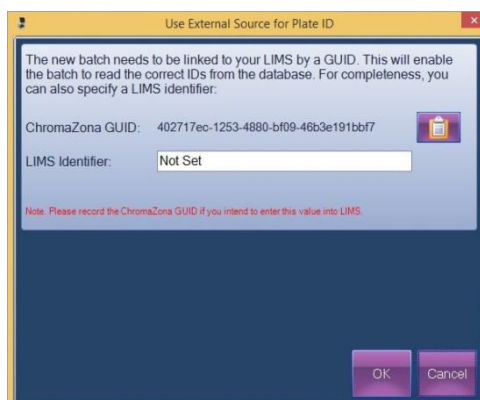 Use External Source for Plate ID
The new batch needs to be linked to your LIMS by a GUID. This will enable
the batch to read the correct IDs from the database. For completeness, you
can also specify a LIMS identifier:
ChromaZona GUID: 402717ec-1253-4880-bf09-46b3e191bbf7
LIMS Identifier: Not Set
Note. Please record the ChromaZona GUID if you intend to enter this value into LIMS.
OK Cancel